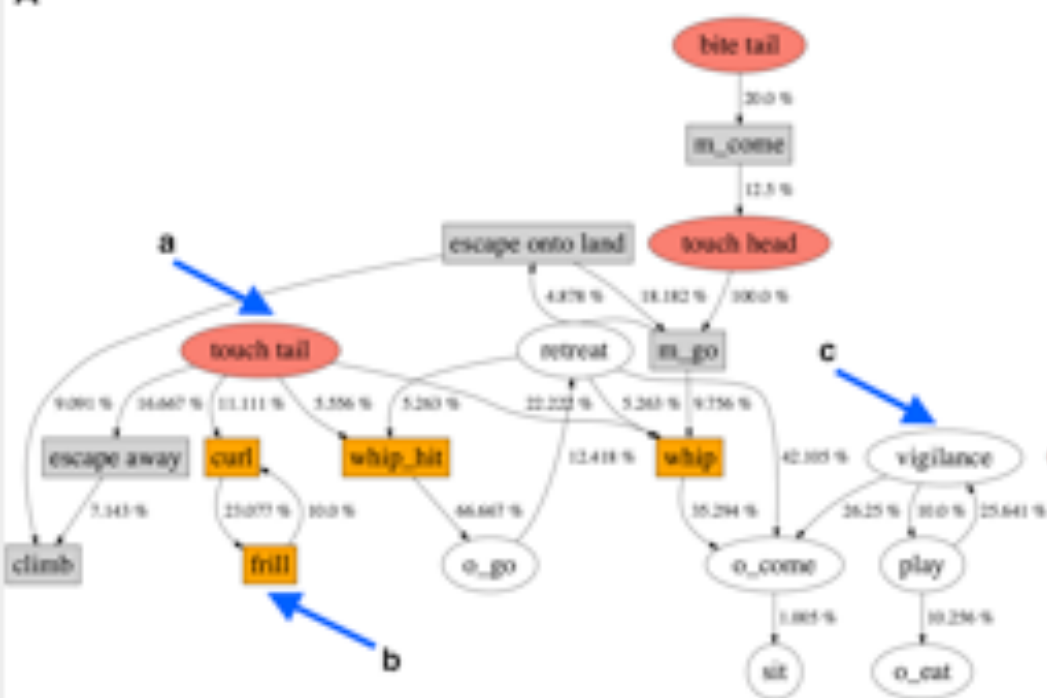 bite tail
20.0 %
m_come
12.5 %
escape onto land
touch head
a
4.878 %
18.182 %
100.0 %
touch tail
retreat
m_go
c
9.091 %
16.667 %
11.111 %
5.556 %
5.263 %
22.222 %
5.263 %
9.756 %
escape away
curl
whip_hit
12.418 %
whip
42.105 %
vigilance
7.143 %
23.077 %
10.0 %
66.667 %
35.294 %
26.25 %
10.0 %
25.641 %
climb
frill
o_go
o_come
play
b
10.256 %
sit
o_eat